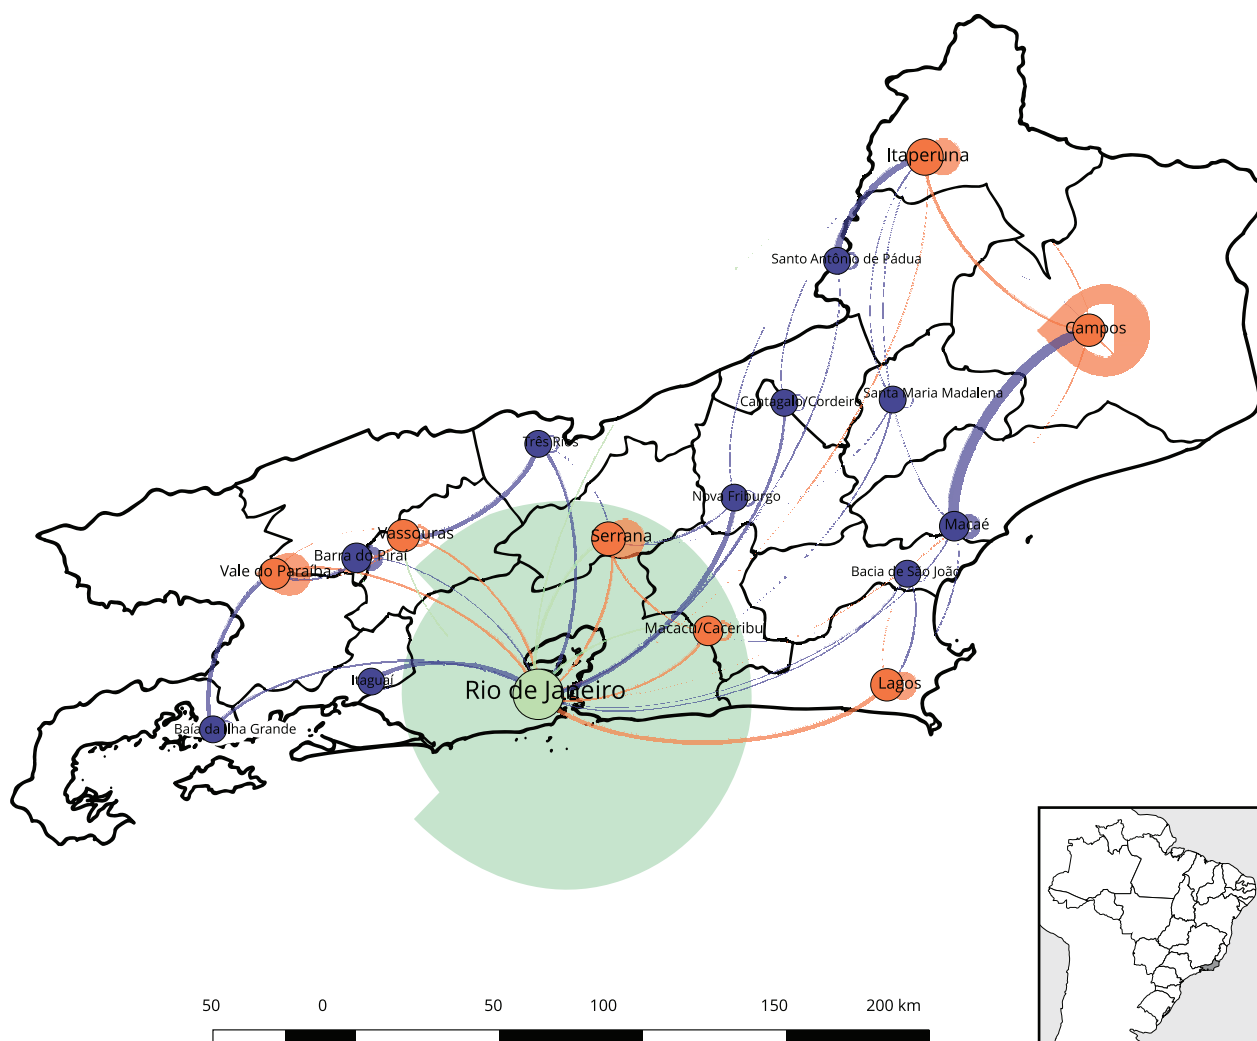 Itaperuna
Santo Antônio de Pádua
Campos
Santa Maria Madalena
Cantagalo/Cordeiro
Três Rios
Nova Friburgo
Macaé
Vassouras
Serrana
Barra do Piraí
Vale do Paraíba
Bacia de São João
Macacu/Caceribu
Itaguaí
Rio de Janeiro
Lagos
Baía da Ilha Grande
50 0 50 100 150 200 km